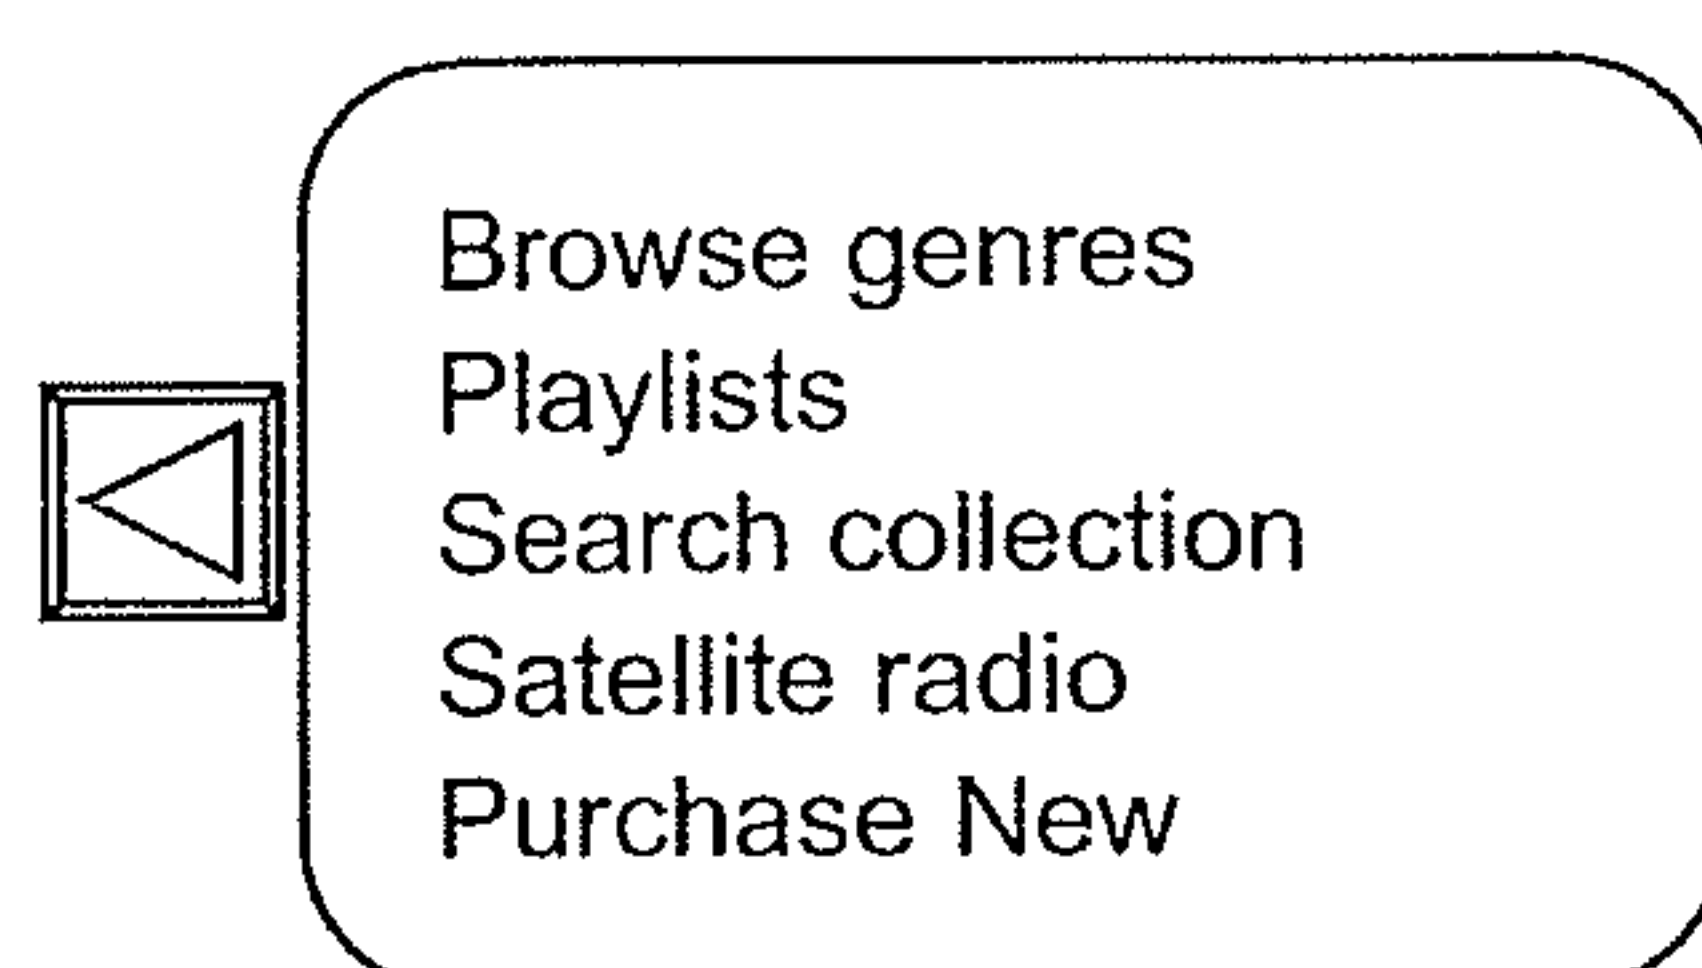 Browse genres
Playlists
Search collection
Satellite radio
Purchase New